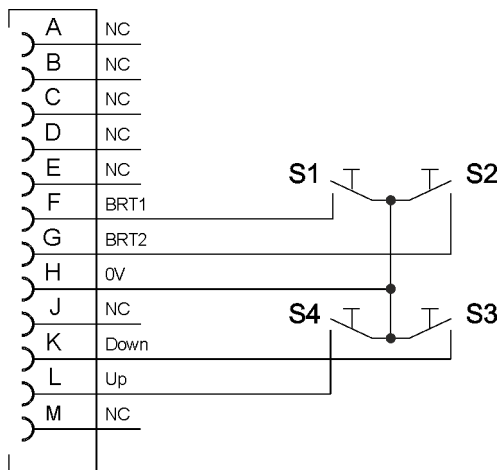 A NC
B NC
C NC
D NC
E NC
S1 S2
F BRT1
G BRT2
H 0V
J NC
S4 S3
K Down
L Up
M NC